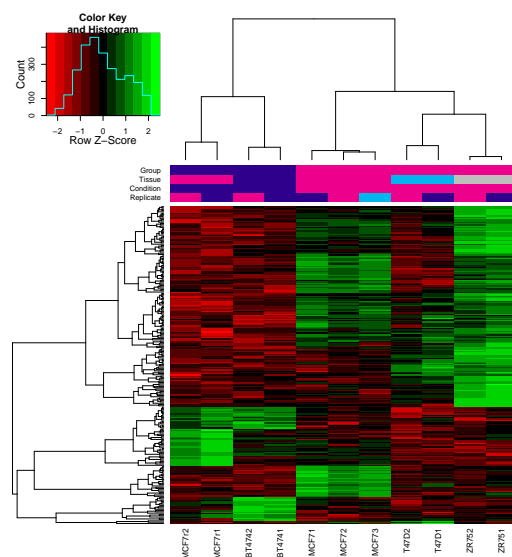 Color Key
and Histogram
Count
0 100 300
−2 −1 0 1 2
Row Z−Score
Group
Tissue
Condition
Replicate
MCF7r2
MCF7r1
BT4742
BT4741
MCF71
MCF72
MCF73
T47D2
T47D1
ZR752
ZR751